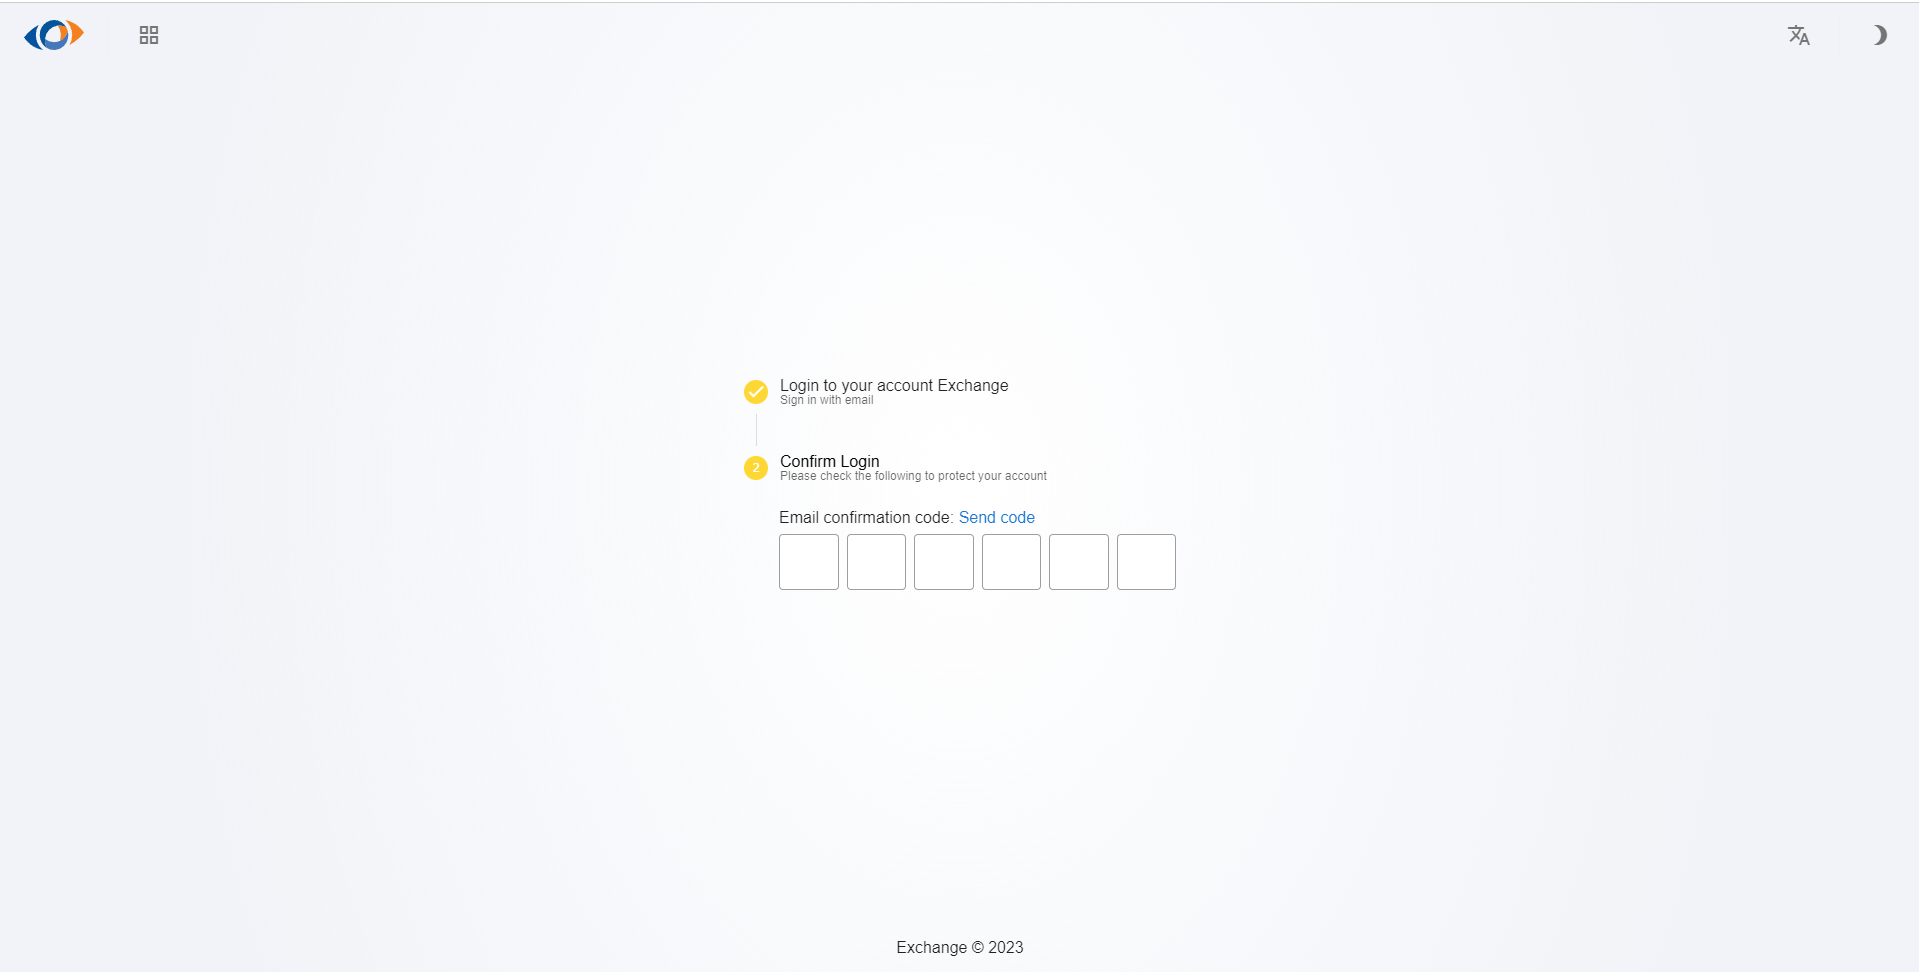 Login to your account Exchange
Sign in with email
2
Confirm Login
Please check the following to protect your account
Email confirmation code: Send code
Exchange © 2023